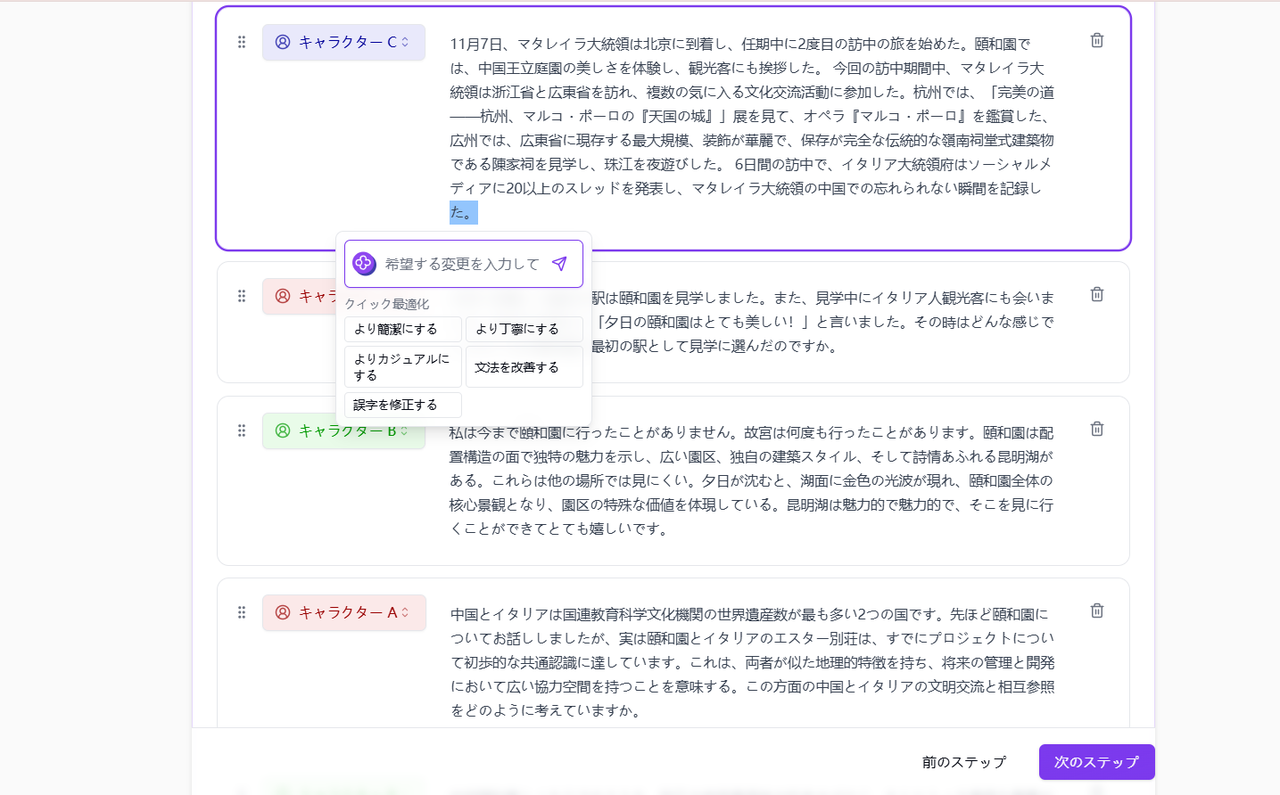 キャラクター C
11月7日、マタレイラ大統領は北京に到着し、任期中に2度目の訪中の旅を始めた。頤和園で
は、中国王立庭園の美しさを体験し、観光客にも挨拶した。 今回の訪中期間中、マタレイラ大
統領は浙江省と広東省を訪れ、複数の気に入る文化交流活動に参加した。杭州では、「完美の道
——杭州、マルコ・ポーロの『天国の城』」展を見て、オペラ『マルコ・ポーロ』を鑑賞した、
広州では、広東省に現存する最大規模、装飾が華麗で、保存が完全な伝統的な嶺南祠堂式建築物
である陳家祠を見学し、珠江を夜遊びした。 6日間の訪中で、イタリア大統領府はソーシャルメ
ディアに20以上のスレッドを発表し、マタレイラ大統領の中国での忘れられない瞬間を記録し
た。
希望する変更を入力して
クイック最適化
より簡潔にする
より丁寧にする
よりカジュアルに
する
文法を改善する
誤字を修正する
キャラ
駅は頤和園を見学しました。また、見学中にイタリア人観光客にも会いま
「夕日の頤和園はとても美しい！」と言いました。その時はどんな感じで
最初の駅として見学に選んだのですか。
キャラクター B
私は今まで頤和園に行ったことがありません。故宮は何度も行ったことがあります。頤和園は配
置構造の面で独特の魅力を示し、広い園区、独自の建築スタイル、そして詩情あふれる昆明湖が
ある。これらは他の場所では見にくい。夕日が沈むと、湖面に金色の光波が現れ、頤和園全体の
核心景観となり、園区の特殊な価値を体現している。昆明湖は魅力的で魅力的で、そこを見に行
くことができてとても嬉しいです。
キャラクター A
中国とイタリアは国連教育科学文化機関の世界遺産数が最も多い2つの国です。先ほど頤和園に
ついてお話ししましたが、実は頤和園とイタリアのエスター別荘は、すでにプロジェクトについ
て初歩的な共通認識に達しています。これは、両者が似た地理的特徴を持ち、将来の管理と開発
において広い協力空間を持つことを意味する。この方面の中国とイタリアの文明交流と相互参照
をどのように考えていますか。
前のステップ
次のステップ